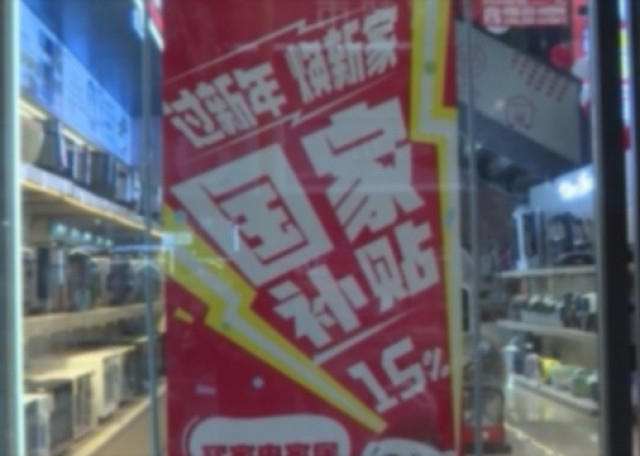 过新年 焕新家
国家
补贴
15%